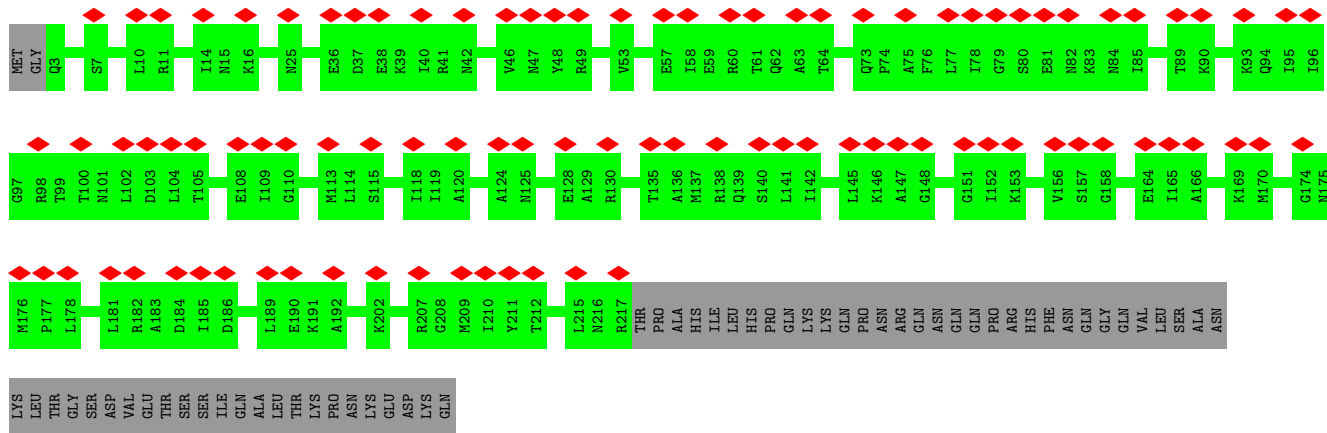 MET GLY Q3 S7 L10 R11 I14 N15 K16 N25 E36 D37 E38 K39 I40 R41 N42 V46 N47 Y48 R49 V53 E57 I58 E59 R60 T61 Q62 A63 T64 Q73 P74 A75 F76 L77 I78 G79 S80 E81 N82 K83 N84 I85 T89 K90 K93 Q94 I95 I96
G97 R98 T99 T100 N101 L102 D103 L104 T105 E108 I109 G110 M113 L114 S115 I118 I119 A120 A124 N125 E128 A129 R130 T135 A136 M137 R138 Q139 S140 L141 I142 L145 K146 A147 G148 G151 I152 K153 V156 S157 G158 E164 I165 A166 K169 M170 G174 N175
M176 P177 L178 L181 R182 A183 D184 I185 D186 L189 E190 K191 A192 K202 R207 G208 M209 I210 Y211 T212 L215 N216 R217 THR PRO ALA HIS ILE LEU HIS PRO GLN LYS LYS GLN PRO ASN ARG GLN ASN GLN GLN PRO ARG HIS PHE ASN GLN GLY GLN VAL LEU SER ALA ASN
LYS LEU THR GLY SER ASP VAL GLU THR SER SER ILE GLN ALA LEU THR LYS PRO ASN LYS GLU ASP LYS GLN